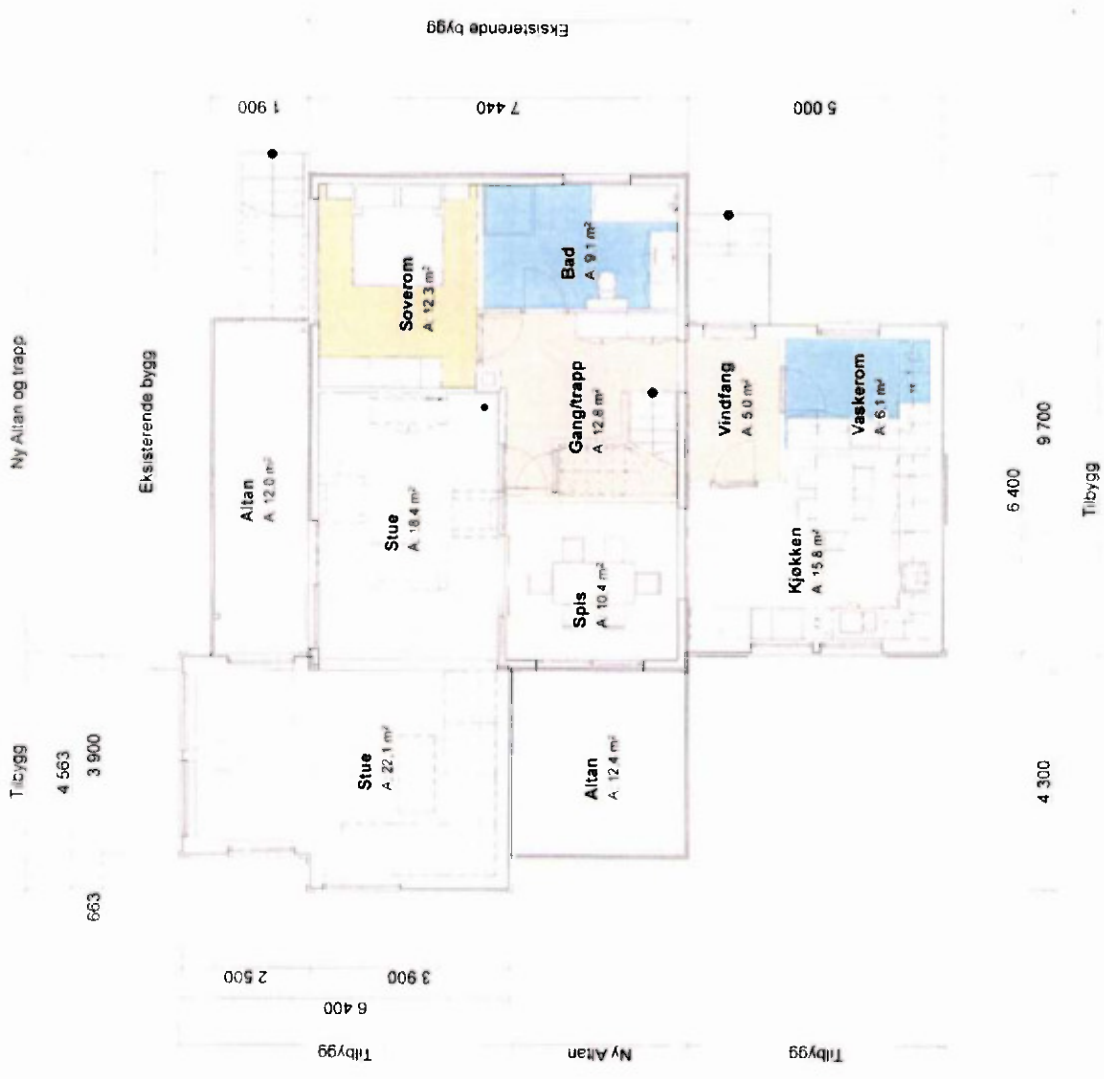 Ny Altan og trapp
Eksisterende bygg
Tilbygg
4 563
3 900
663
Eksisterende bygg
1 900
7 440
5 000
Altan
A: 12.0 m²
Soverom
A: 12.3 m²
Bad
A: 9.1 m²
Stue
A: 18.4 m²
Gang/trapp
A: 12.8 m²
Vindfang
A: 5.0 m²
Vaskerom
A: 6.1 m²
Spis
A: 10.4 m²
Kjøkken
A: 15.8 m²
Stue
A: 22.1 m²
Altan
A: 12.4 m²
2 500
3 900
6 400
Tilbygg
Ny Altan
Tilbygg
9 700
6 400
Tilbygg
4 300